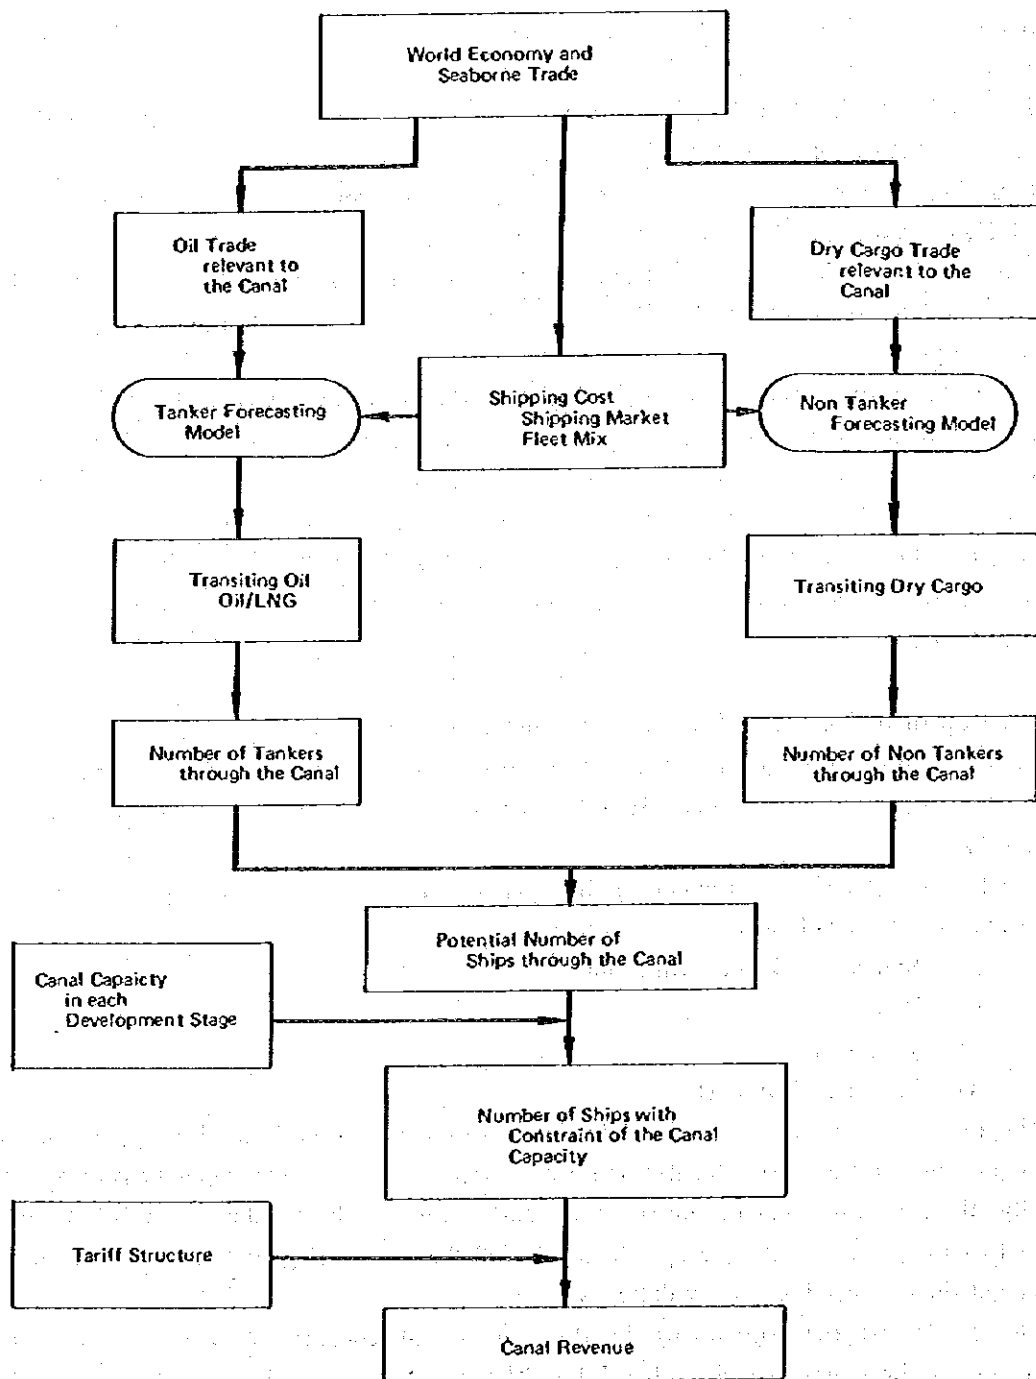 World Economy and
Seaborne Trade
Oil Trade
relevant to
the Canal
Dry Cargo Trade
relevant to the
Canal
Tanker Forecasting
Model
Shipping Cost
Shipping Market
Fleet Mix
Non Tanker
Forecasting Model
Transiting Oil
Oil/LNG
Transiting Dry Cargo
Number of Tankers
through the Canal
Number of Non Tankers
through the Canal
Potential Number of
Ships through the Canal
Canal Capaicty
in each
Development Stage
Number of Ships with
Constraint of the Canal
Capacity
Tariff Structure
Canal Revenue